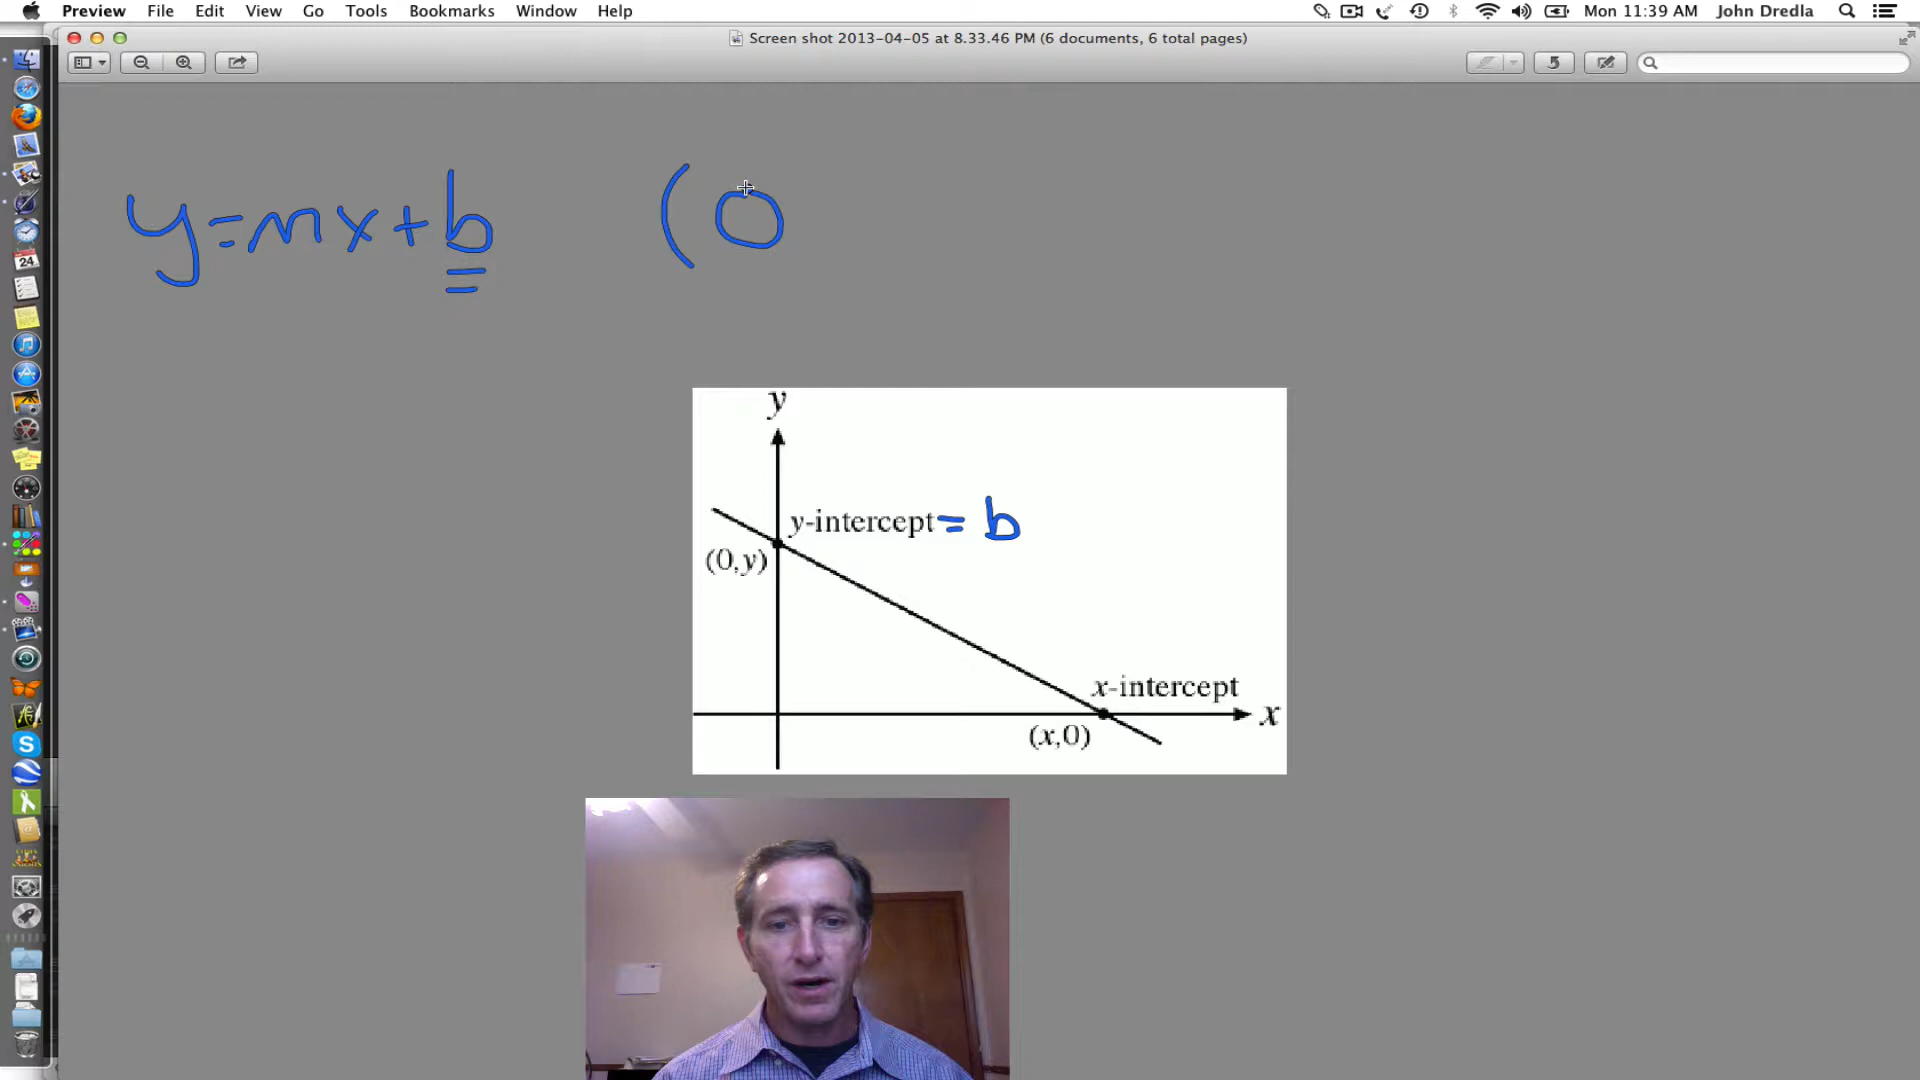 Preview File Edit View Go Tools Bookmarks Window Help Mon 11:39 AM John Dredla
Screen shot 2013-04-05 at 8.33.46 PM (6 documents, 6 total pages)
y=mx+b (0
y
y-intercept = b
(0,y)
x-intercept
x
(x,0)
24